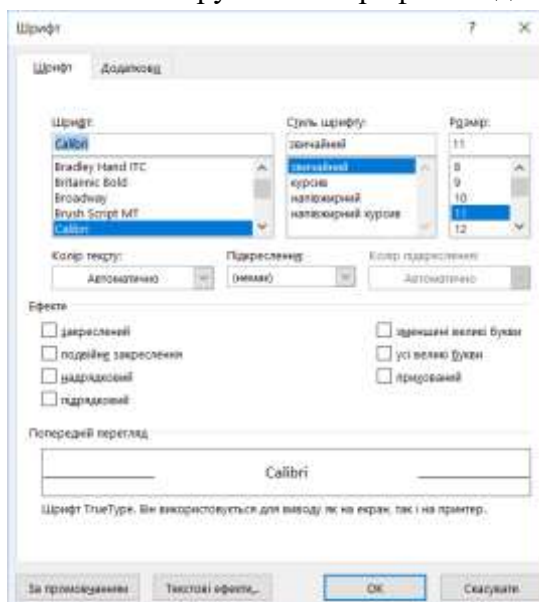 Шрифт ? ×
Шрифт Додатково
Шрифт: Стиль шрифту: Розмір:
Calibri звичайний 11
Bradley Hand ITC звичайний 8
Britannic Bold курсив 9
Broadway напівжирний 10
Brush Script MT напівжирний курсив 11
Calibri 12
Колір тексту: Підкреслення: Колір підкреслення:
Автоматично (немає) Автоматично
Ефекти
закреслений зменшені великі букви
подвійне закреслення усі великі букви
надрядковий прихований
підрядковий
Попередній перегляд
Calibri
Шрифт TrueType. Він використовується для виводу як на екран, так і на принтер.
За промовчанням Текстові ефекти... OK Скасувати